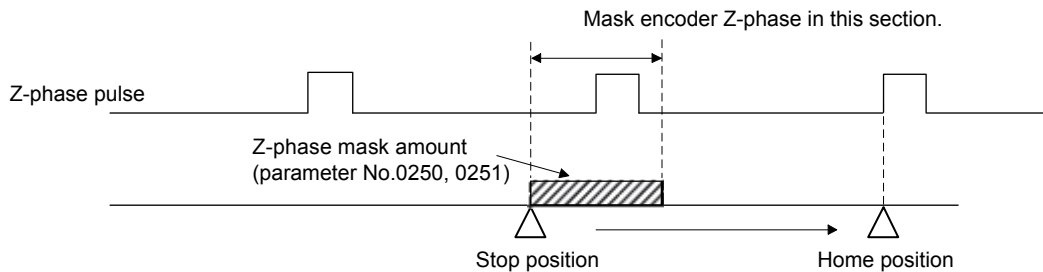 Mask encoder Z-phase in this section.
Z-phase pulse
Z-phase mask amount
(parameter No.0250, 0251)
Stop position
Home position